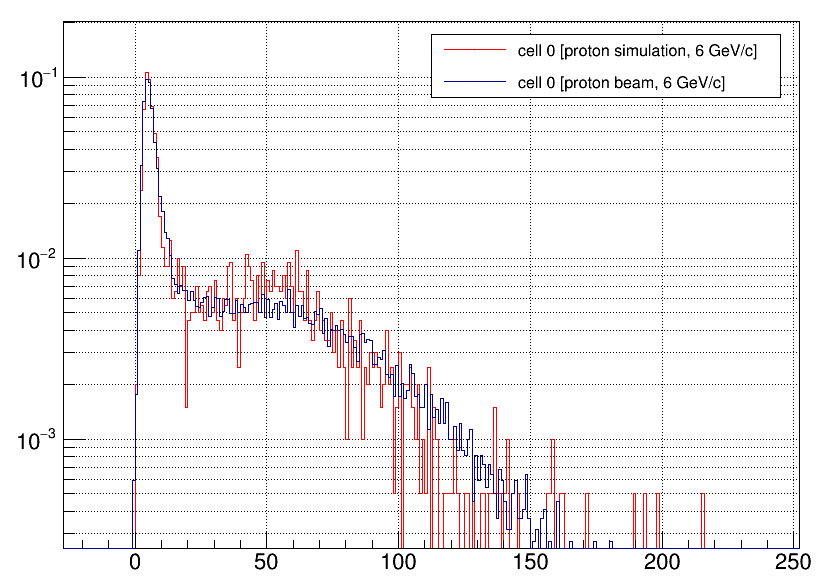 cell 0 [proton simulation, 6 GeV/c]
cell 0 [proton beam, 6 GeV/c]
10⁻¹
10⁻²
10⁻³
0 50 100 150 200 250